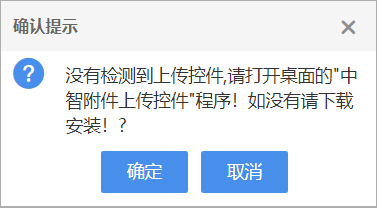 确认提示
没有检测到上传控件,请打开桌面的"中
智附件上传控件"程序！如没有请下载
安装！?
确定 取消